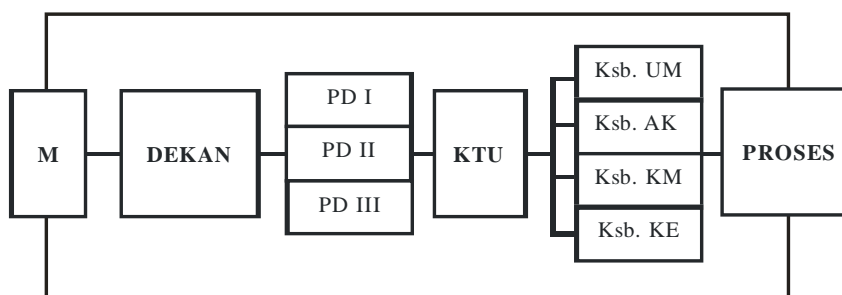 M
DEKAN
PD I
PD II
PD III
KTU
Ksb. UM
Ksb. AK
Ksb. KM
Ksb. KE
PROSES